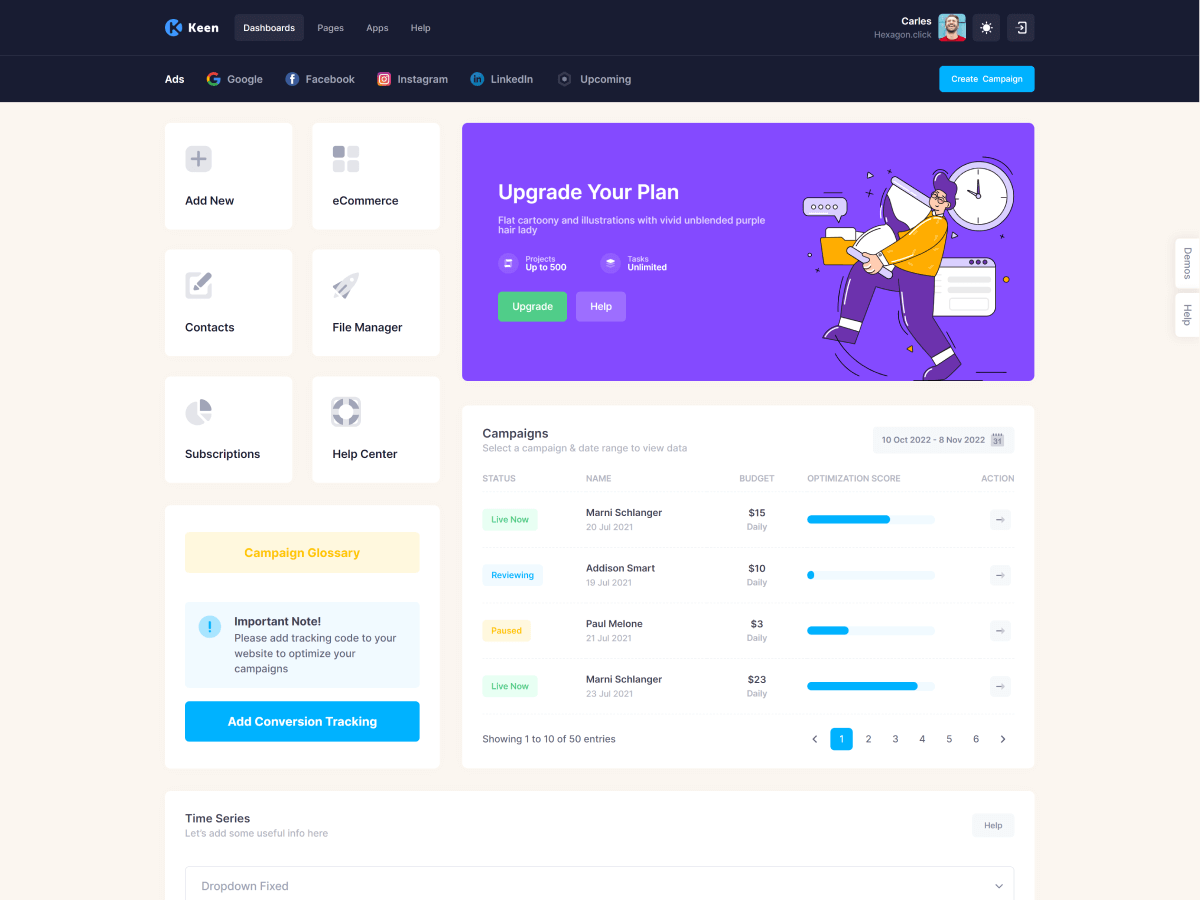 Keen
Dashboards
Pages
Apps
Help
Carles
Hexagon.click
Ads
Google
Facebook
Instagram
LinkedIn
Upcoming
Create Campaign
Add New
eCommerce
Contacts
File Manager
Subscriptions
Help Center
Upgrade Your Plan
Flat cartoony and illustrations with vivid unblended purple
hair lady
Projects
Up to 500
Tasks
Unlimited
Upgrade
Help
Demos
Help
Campaign Glossary
Important Note!
Please add tracking code to your
website to optimize your
campaigns
Add Conversion Tracking
Campaigns
Select a campaign & date range to view data
10 Oct 2022 - 8 Nov 2022
31
STATUS NAME BUDGET OPTIMIZATION SCORE ACTION
Live Now Marni Schlanger $15
20 Jul 2021 Daily
Reviewing Addison Smart $10
19 Jul 2021 Daily
Paused Paul Melone $3
21 Jul 2021 Daily
Live Now Marni Schlanger $23
23 Jul 2021 Daily
Showing 1 to 10 of 50 entries
1 2 3 4 5 6
Time Series
Let's add some useful info here
Help
Dropdown Fixed